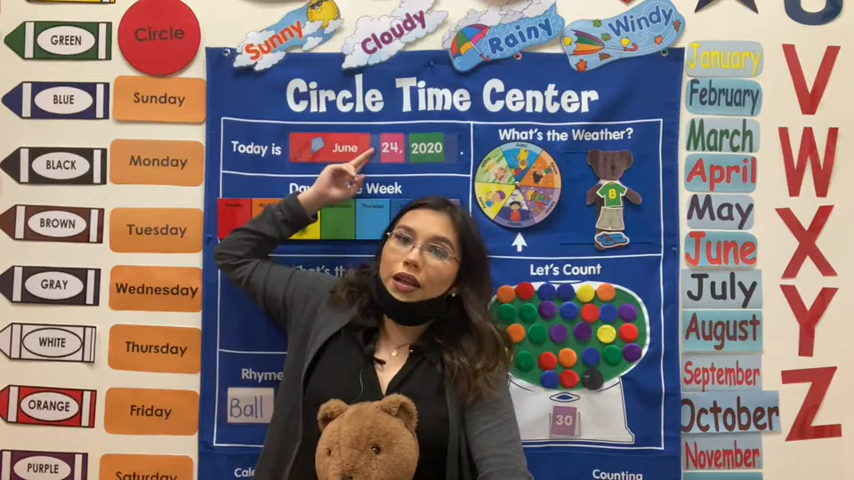 Sunny
Cloudy
Rainy
Windy
GREEN
BLUE
BLACK
BROWN
GRAY
WHITE
ORANGE
PURPLE
Circle
Sunday
Monday
Tuesday
Wednesday
Thursday
Friday
Saturday
Circle Time Center
Today is June 24, 2020 .
Week
Thursday
What's the
Rhyme
Ball
What's the Weather?
8
Let's Count
30
Counting
January
February
March
April
May
June
July
August
September
October
November
U
V
W
X
Y
Z